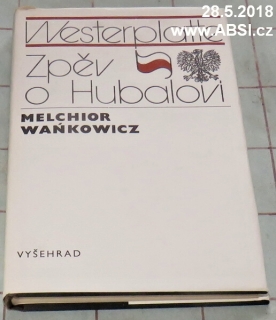 28.5.2018
www.ABSI.cz
Westerplatte
Zpěv
o Hubalovi
MELCHIOR
WAŃKOWICZ
VYŠEHRAD